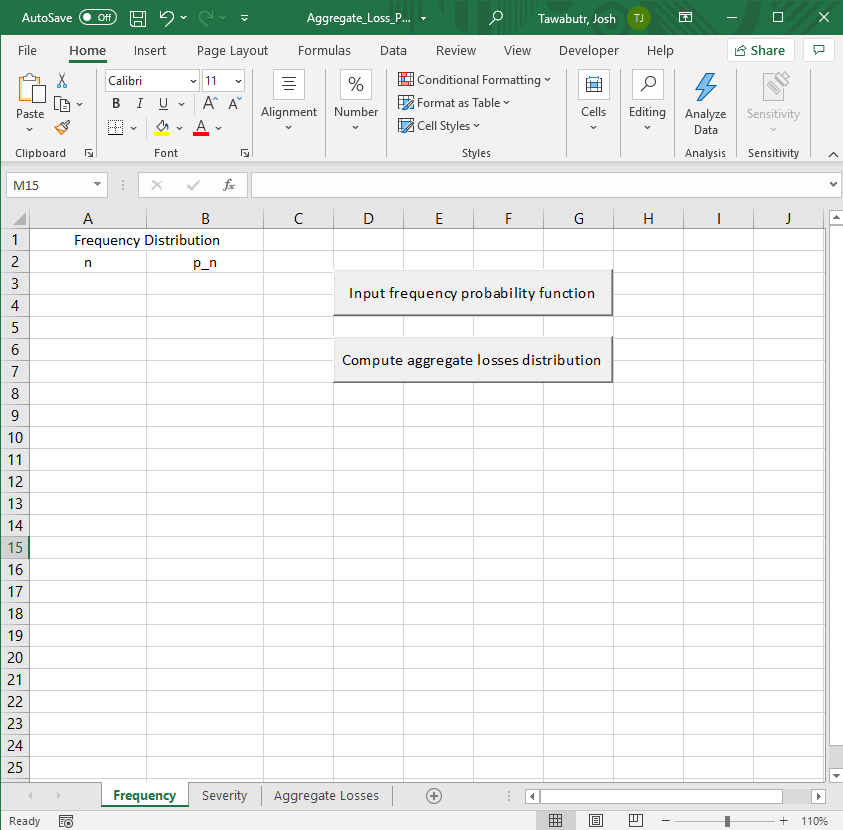 AutoSave Off Aggregate_Loss_P... Tawabutr, Josh TJ
File Home Insert Page Layout Formulas Data Review View Developer Help Share
Paste
Clipboard
Calibri 11
B I U A A
A
Font
Alignment
%
Number
Conditional Formatting
Format as Table
Cell Styles
Styles
Cells
Editing
Analyze
Data
Analysis
Sensitivity
Sensitivity
M15 fx
A B C D E F G H I J
1 Frequency Distribution
2 n p_n
3
Input frequency probability function
4
5
6
Compute aggregate losses distribution
7
8
9
10
11
12
13
14
15
16
17
18
19
20
21
22
23
24
25
Frequency Severity Aggregate Losses
Ready 110%